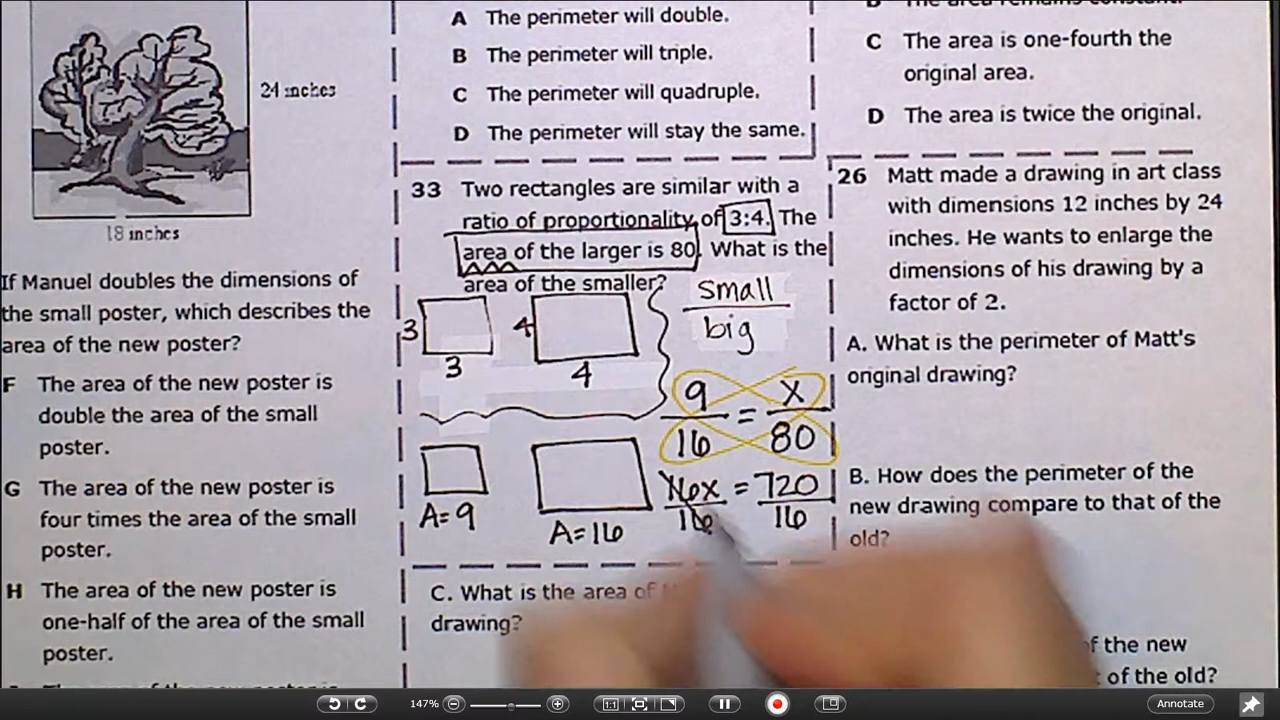 24 inches
18 inches
If Manuel doubles the dimensions of
the small poster, which describes the
area of the new poster?
F The area of the new poster is
double the area of the small
poster.
G The area of the new poster is
four times the area of the small
poster.
H The area of the new poster is
one-half of the area of the small
poster.
A The perimeter will double.
B The perimeter will triple.
C The perimeter will quadruple.
D The perimeter will stay the same.
33 Two rectangles are similar with a
ratio of proportionality of 3:4. The
area of the larger is 80. What is the
area of the smaller?
small
big
3
3
4
4
9 = x
16 80
16x = 720
16 16
A=9
A=16
C. What is the area of
drawing?
C The area is one-fourth the
original area.
D The area is twice the original.
26 Matt made a drawing in art class
with dimensions 12 inches by 24
inches. He wants to enlarge the
dimensions of his drawing by a
factor of 2.
A. What is the perimeter of Matt's
original drawing?
B. How does the perimeter of the
new drawing compare to that of the
old?
of the new
of the old?
147%
1:1
Annotate